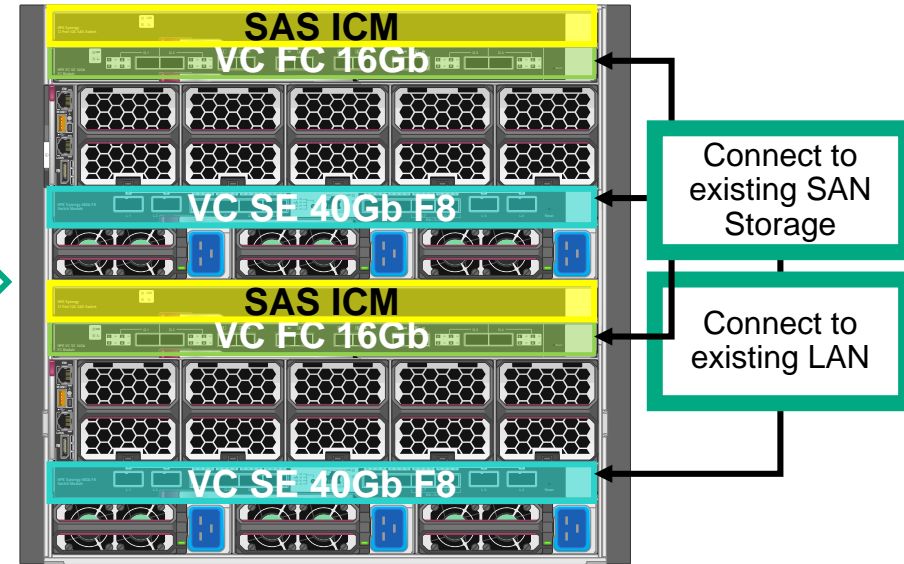 SAS ICM
VC FC 16Gb
VC SE 40Gb F8
SAS ICM
VC FC 16Gb
VC SE 40Gb F8
Connect to
existing SAN
Storage
Connect to
existing LAN